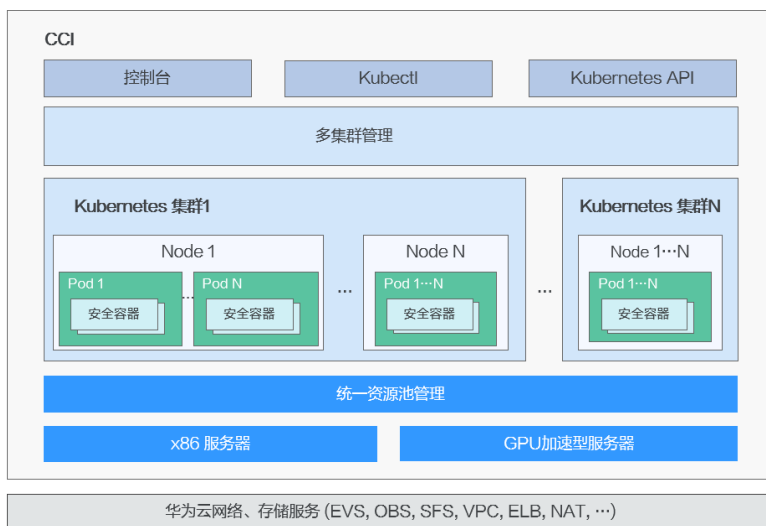 CCI
控制台
Kubectl
Kubernetes API
多集群管理
Kubernetes 集群1
Node 1
Pod 1
安全容器
...
Pod N
安全容器
...
Node N
Pod 1…N
安全容器
...
Kubernetes 集群N
Node 1…N
Pod 1…N
安全容器
统一资源池管理
x86 服务器
GPU加速型服务器
华为云网络、存储服务 (EVS, OBS, SFS, VPC, ELB, NAT, …)